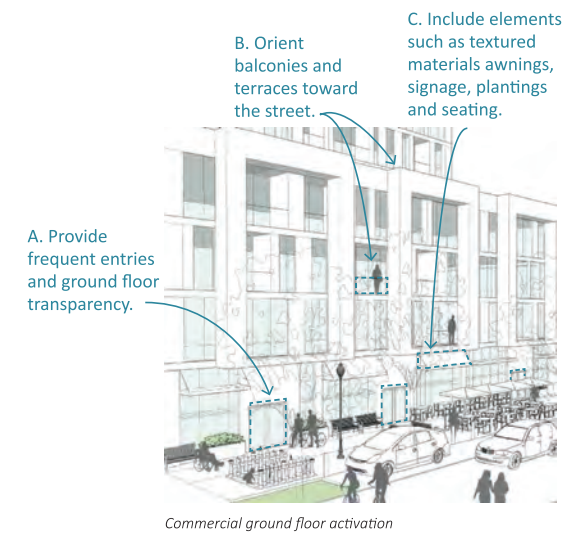 C. Include elements
such as textured
materials awnings,
signage, plantings
and seating.
B. Orient
balconies and
terraces toward
the street.
A. Provide
frequent entries
and ground floor
transparency.
Commercial ground floor activation